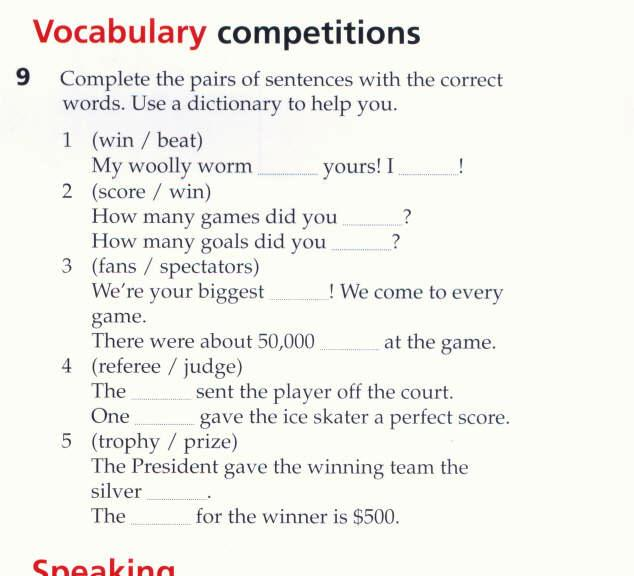 Vocabulary competitions
9 Complete the pairs of sentences with the correct
words. Use a dictionary to help you.
1 (win / beat)
My woolly worm ______ yours! I ______!
2 (score / win)
How many games did you ______?
How many goals did you ______?
3 (fans / spectators)
We're your biggest ______! We come to every
game.
There were about 50,000 ______ at the game.
4 (referee / judge)
The ______ sent the player off the court.
One ______ gave the ice skater a perfect score.
5 (trophy / prize)
The President gave the winning team the
silver ______.
The ______ for the winner is $500.
Speaking